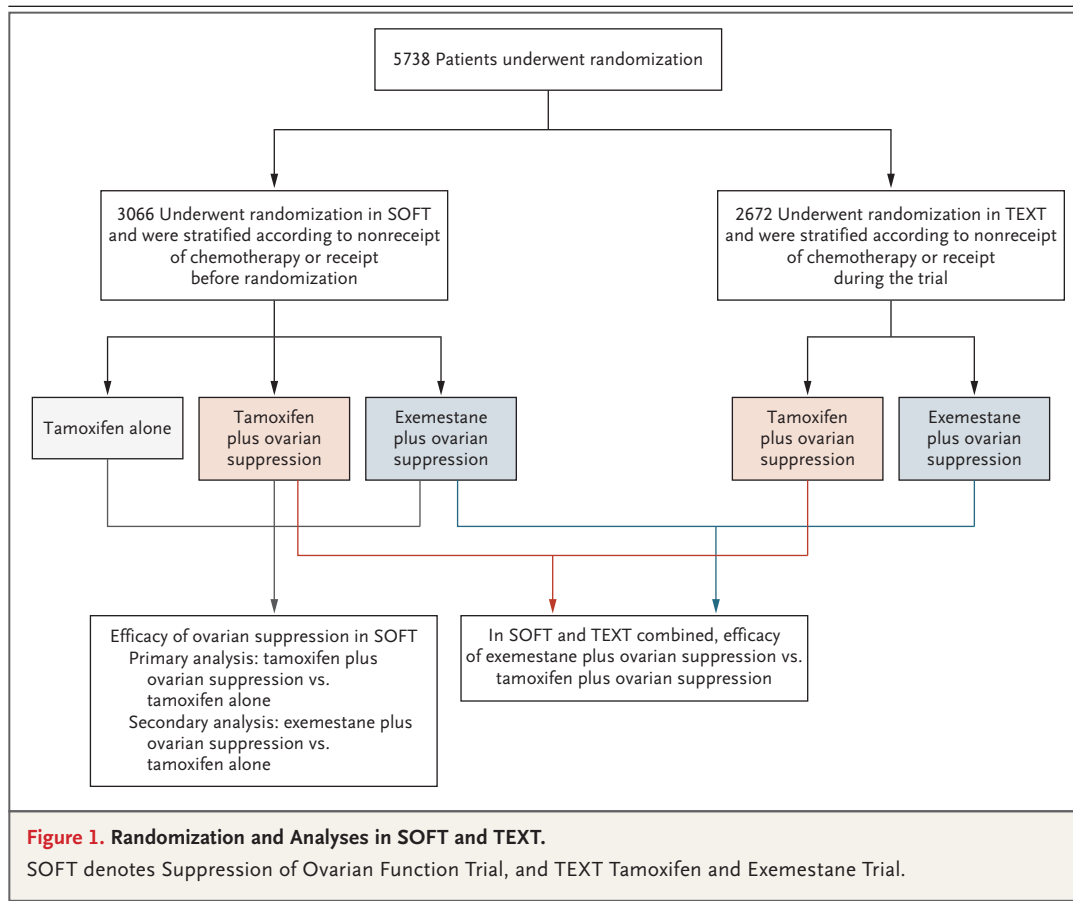 5738 Patients underwent randomization
3066 Underwent randomization in SOFT
and were stratified according to nonreceipt
of chemotherapy or receipt
before randomization
2672 Underwent randomization in TEXT
and were stratified according to nonreceipt
of chemotherapy or receipt
during the trial
Tamoxifen alone
Tamoxifen
plus ovarian
suppression
Exemestane
plus ovarian
suppression
Tamoxifen
plus ovarian
suppression
Exemestane
plus ovarian
suppression
Efficacy of ovarian suppression in SOFT
Primary analysis: tamoxifen plus
ovarian suppression vs.
tamoxifen alone
Secondary analysis: exemestane plus
ovarian suppression vs.
tamoxifen alone
In SOFT and TEXT combined, efficacy
of exemestane plus ovarian suppression vs.
tamoxifen plus ovarian suppression
Figure 1. Randomization and Analyses in SOFT and TEXT.
SOFT denotes Suppression of Ovarian Function Trial, and TEXT Tamoxifen and Exemestane Trial.